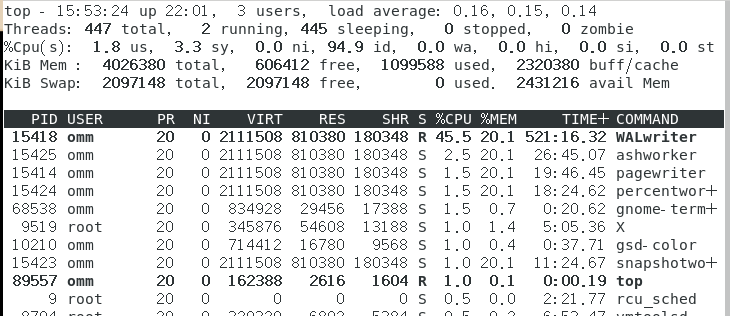 top - 15:53:24 up 22:01,  3 users,  load average: 0.16, 0.15, 0.14
Threads: 447 total,   2 running, 445 sleeping,   0 stopped,   0 zombie
%Cpu(s):  1.8 us,  3.3 sy,  0.0 ni, 94.9 id,  0.0 wa,  0.0 hi,  0.0 si,  0.0 st
KiB Mem :  4026380 total,   606412 free,  1099588 used,  2320380 buff/cache
KiB Swap:  2097148 total,  2097148 free,        0 used.  2431216 avail Mem
PID USER      PR  NI    VIRT    RES    SHR S %CPU %MEM     TIME+ COMMAND
15418 omm       20   0 2111508 810380 180348 R 45.5 20.1 521:16.32 WALwriter
15425 omm       20   0 2111508 810380 180348 S  2.5 20.1  26:45.07 ashworker
15414 omm       20   0 2111508 810380 180348 S  1.5 20.1  19:46.45 pagewriter
15424 omm       20   0 2111508 810380 180348 S  1.5 20.1  18:24.62 percentwor+
68538 omm       20   0  834928  29456  17388 S  1.5  0.7   0:20.62 gnome-term+
9519 root      20   0  345876  54608  13188 S  1.0  1.4   5:05.36 X
10210 omm       20   0  714412  16780   9568 S  1.0  0.4   0:37.71 gsd-color
15423 omm       20   0 2111508 810380 180348 S  1.0 20.1  11:24.67 snapshotwo+
89557 omm       20   0  162388   2616   1604 R  1.0  0.1   0:00.19 top
9 root      20   0       0      0      0 S  0.5  0.0   2:21.77 rcu_sched